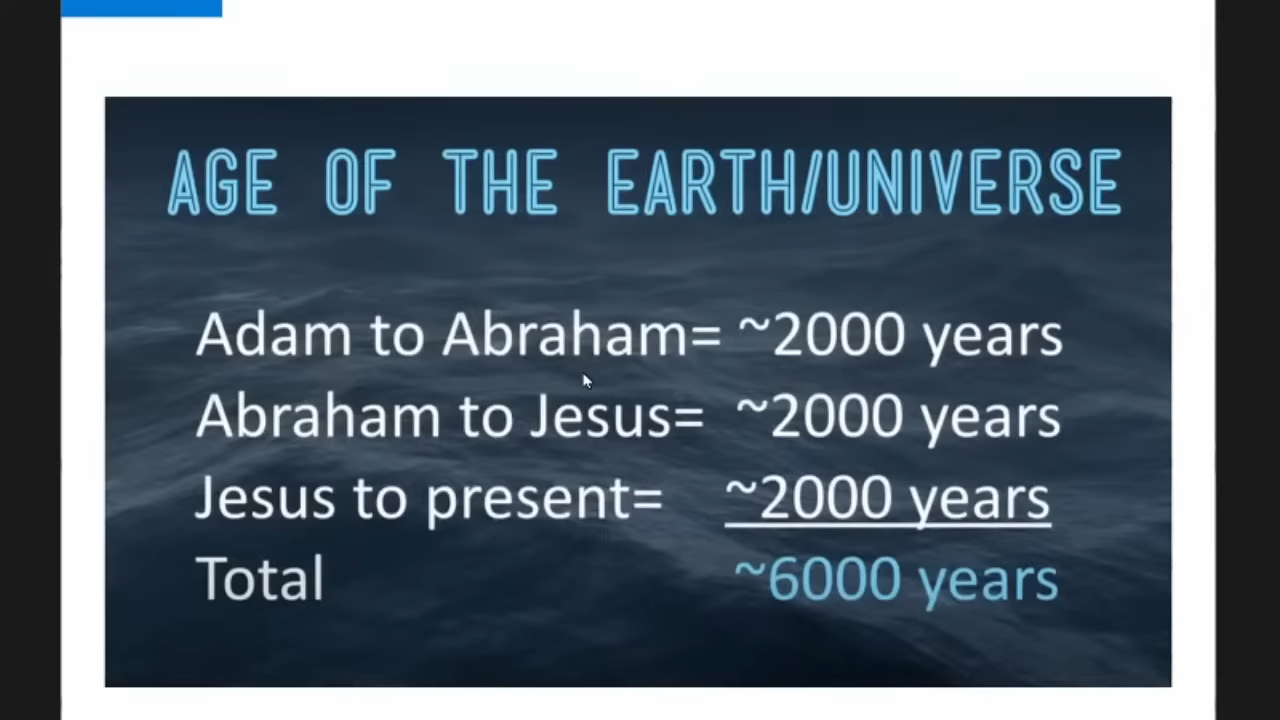 AGE OF THE EARTH/UNIVERSE
Adam to Abraham= ~2000 years
Abraham to Jesus= ~2000 years
Jesus to present= ~2000 years
Total ~6000 years